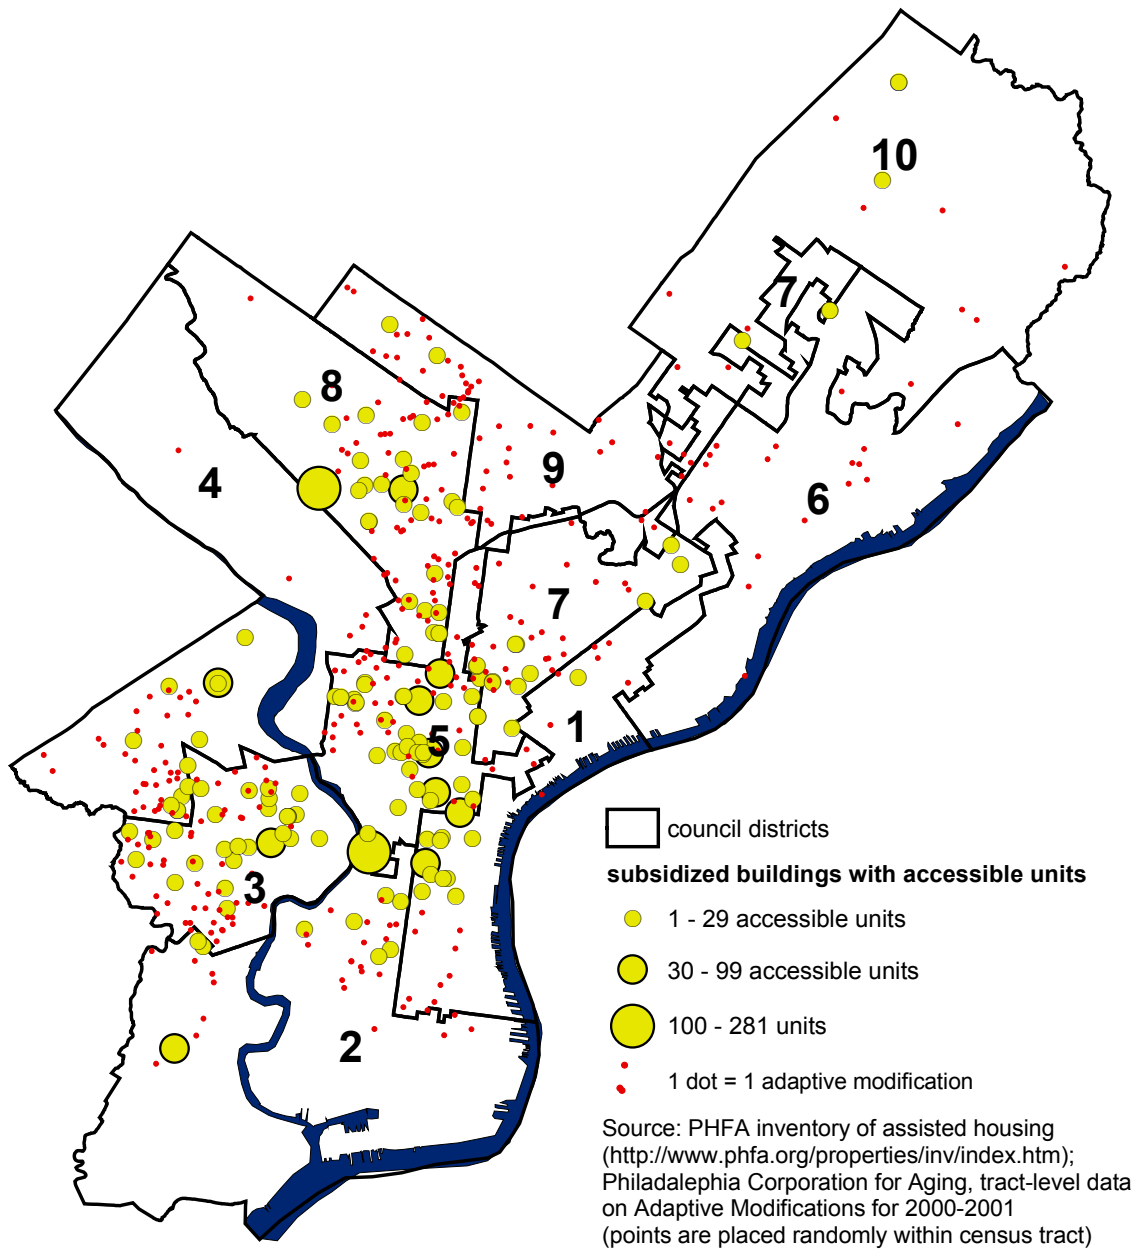 10
7
8
9
4
6
7
5
1
3
2
council districts
subsidized buildings with accessible units
1 - 29 accessible units
30 - 99 accessible units
100 - 281 units
1 dot = 1 adaptive modification
Source: PHFA inventory of assisted housing
(http://www.phfa.org/properties/inv/index.htm);
Philadalephia Corporation for Aging, tract-level data
on Adaptive Modifications for 2000-2001
(points are placed randomly within census tract)